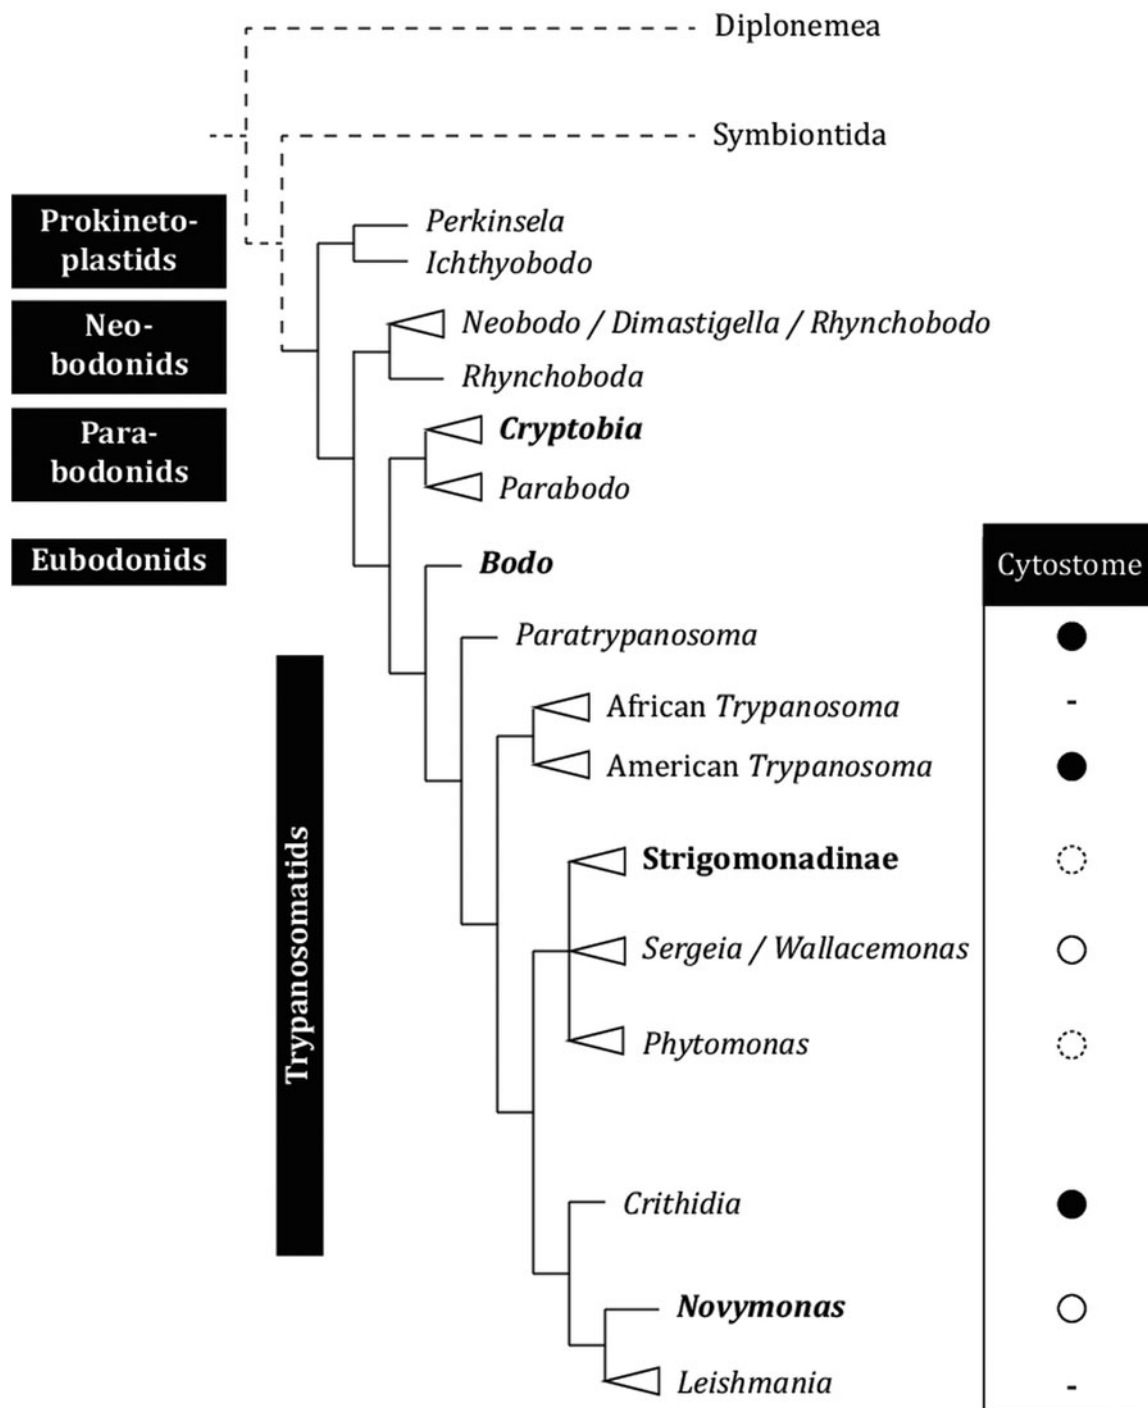 Diplonemea
Symbiontida
Prokineto-
plastids
Perkinsela
Ichthyobodo
Neo-
bodonids
Neobodo / Dimastigella / Rhynchobodo
Rhynchoboda
Para-
bodonids
Cryptobia
Parabodo
Eubodonids
Bodo
Cytostome
Paratrypanosoma
African Trypanosoma
-
American Trypanosoma
Trypanosomatids
Strigomonadinae
Sergeia / Wallacemonas
Phytomonas
Crithidia
Novymonas
Leishmania
-